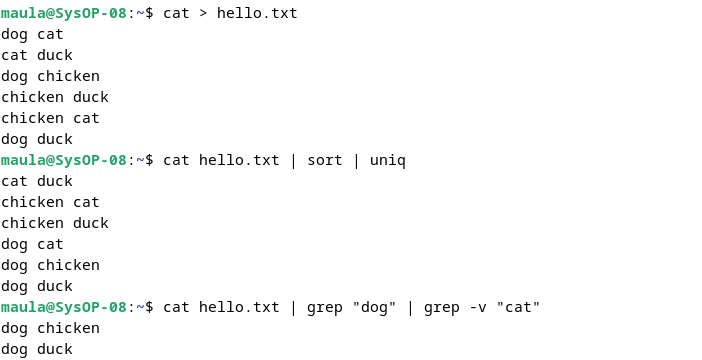 maula@SysOP-08:~$ cat > hello.txt
dog cat
cat duck
dog chicken
chicken duck
chicken cat
dog duck
maula@SysOP-08:~$ cat hello.txt | sort | uniq
cat duck
chicken cat
chicken duck
dog cat
dog chicken
dog duck
maula@SysOP-08:~$ cat hello.txt | grep "dog" | grep -v "cat"
dog chicken
dog duck